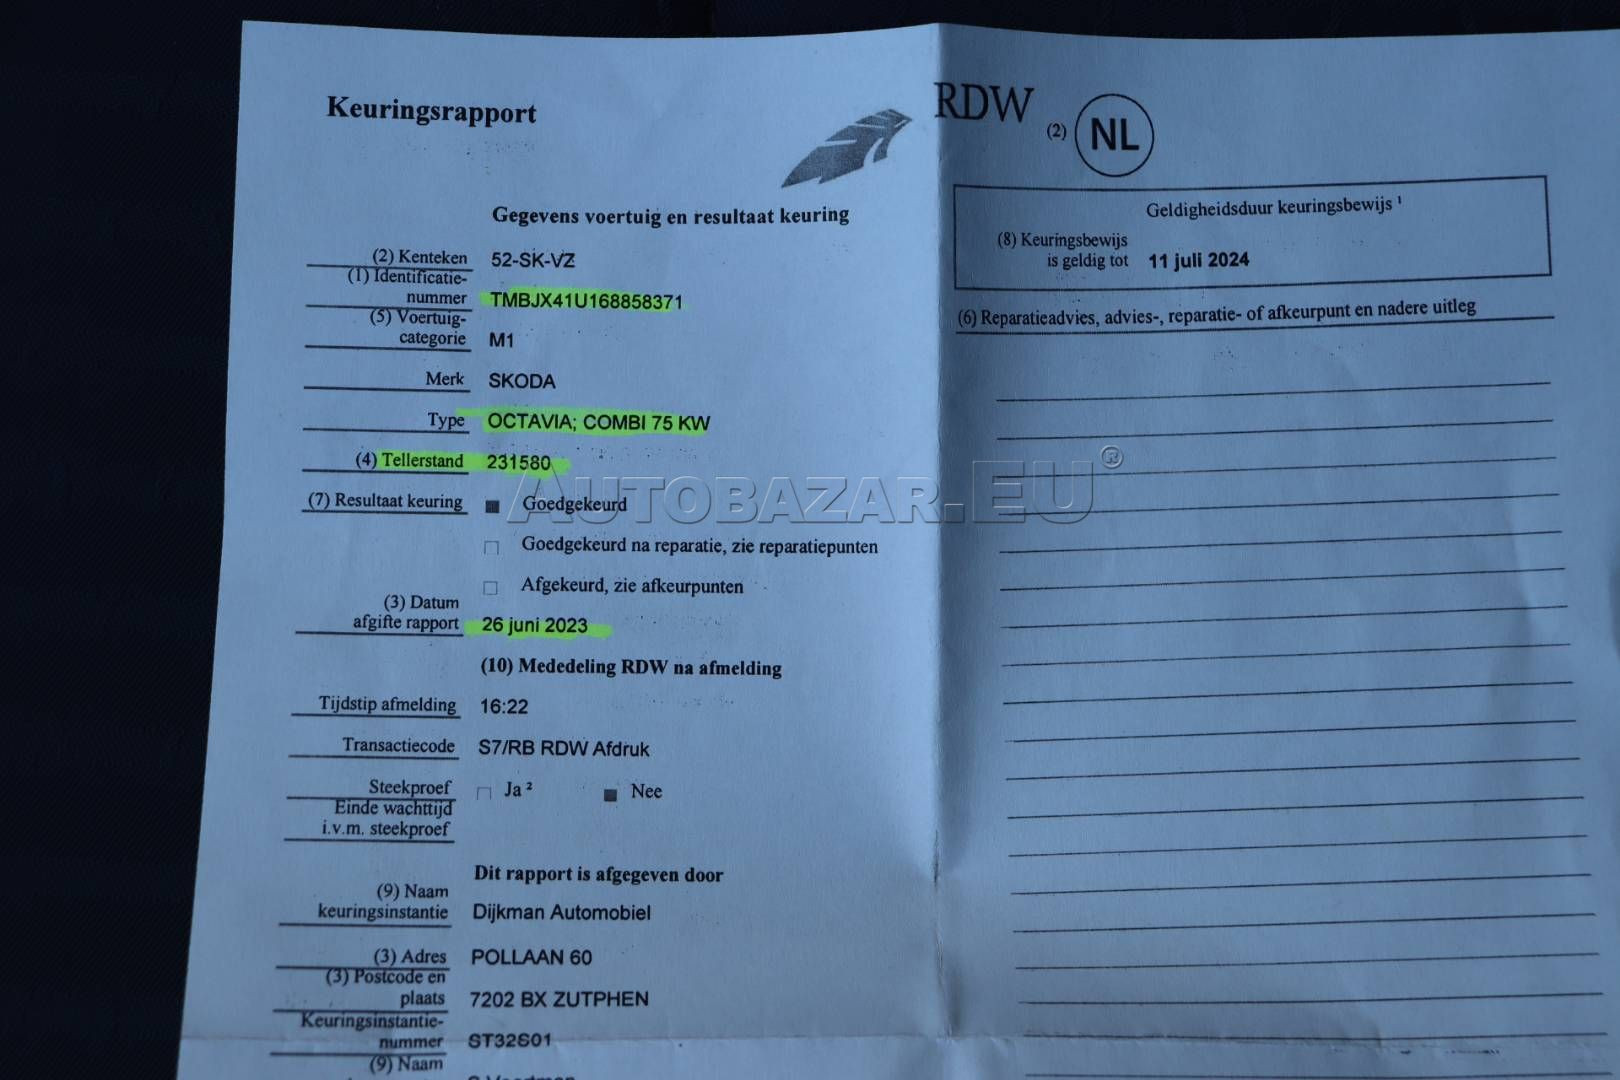 Keuringsrapport
RDW
(2) NL
Gegevens voertuig en resultaat keuring
(2) Kenteken 52-SK-VZ
(1) Identificatie-
nummer TMBJX41U168858371
(5) Voertuig-
categorie M1
Merk SKODA
Type OCTAVIA; COMBI 75 KW
(4) Tellerstand 231580
(7) Resultaat keuring Goedgekeurd
Goedgekeurd na reparatie, zie reparatiepunten
Afgekeurd, zie afkeurpunten
(3) Datum
afgifte rapport 26 juni 2023
(10) Mededeling RDW na afmelding
Tijdstip afmelding 16:22
Transactiecode S7/RB RDW Afdruk
Steekproef Ja ² Nee
Einde wachttijd
i.v.m. steekproef
Dit rapport is afgegeven door
(9) Naam
keuringsinstantie Dijkman Automobiel
(3) Adres POLLAAN 60
(3) Postcode en
plaats 7202 BX ZUTPHEN
Keuringsinstantie-
nummer ST32S01
(9) Naam
Geldigheidsduur keuringsbewijs ¹
(8) Keuringsbewijs
is geldig tot 11 juli 2024
(6) Reparatieadvies, advies-, reparatie- of afkeurpunt en nadere uitleg
AUTOBAZAR.EU®